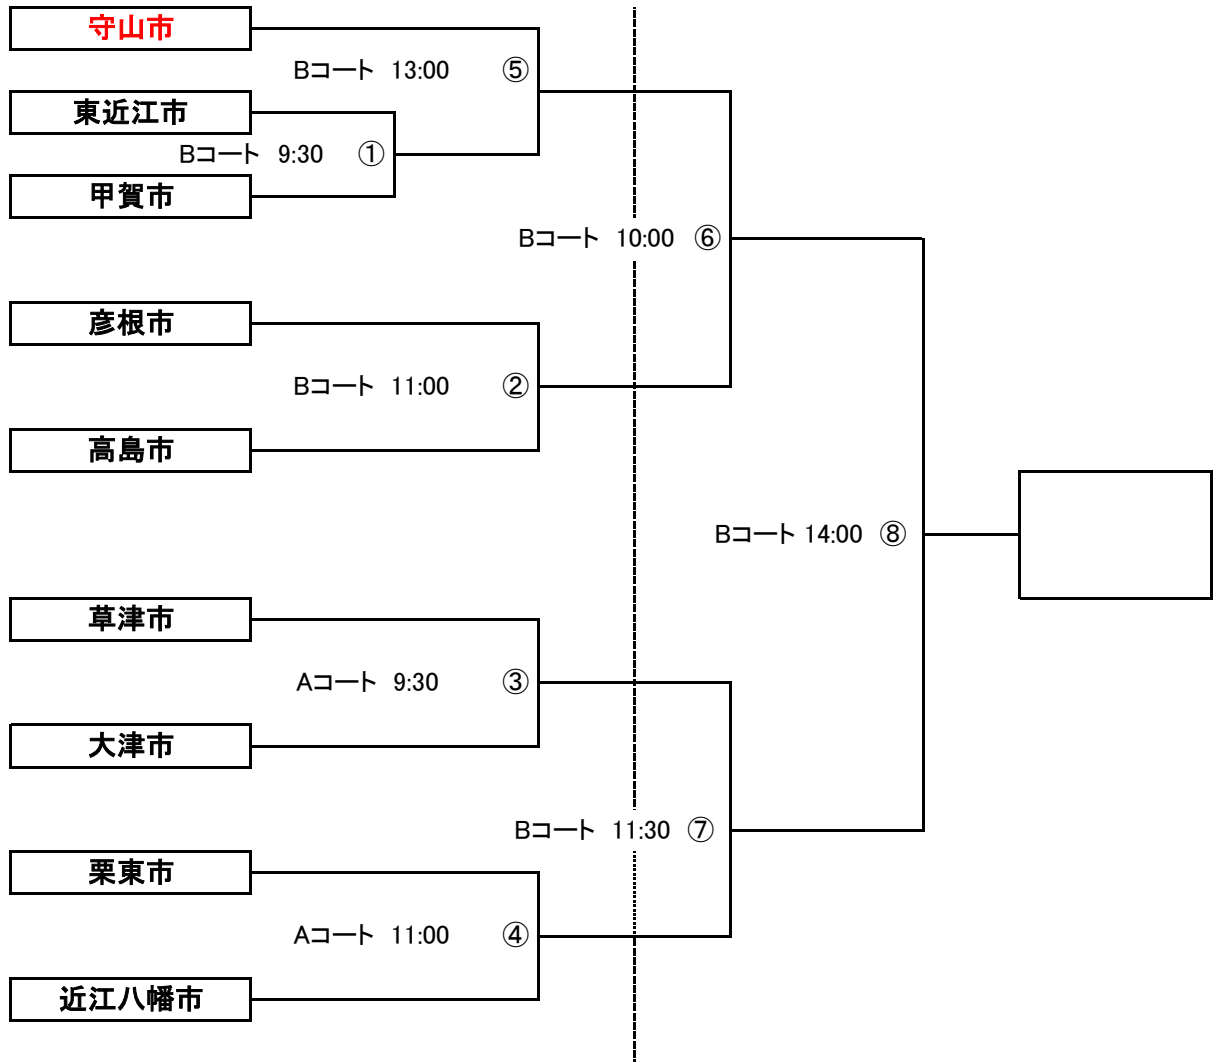 守山市
Bコート 13:00 ⑤
東近江市
Bコート 9:30 ①
甲賀市
Bコート 10:00 ⑥
彦根市
Bコート 11:00 ②
高島市
Bコート 14:00 ⑧
草津市
Aコート 9:30 ③
大津市
Bコート 11:30 ⑦
栗東市
Aコート 11:00 ④
近江八幡市